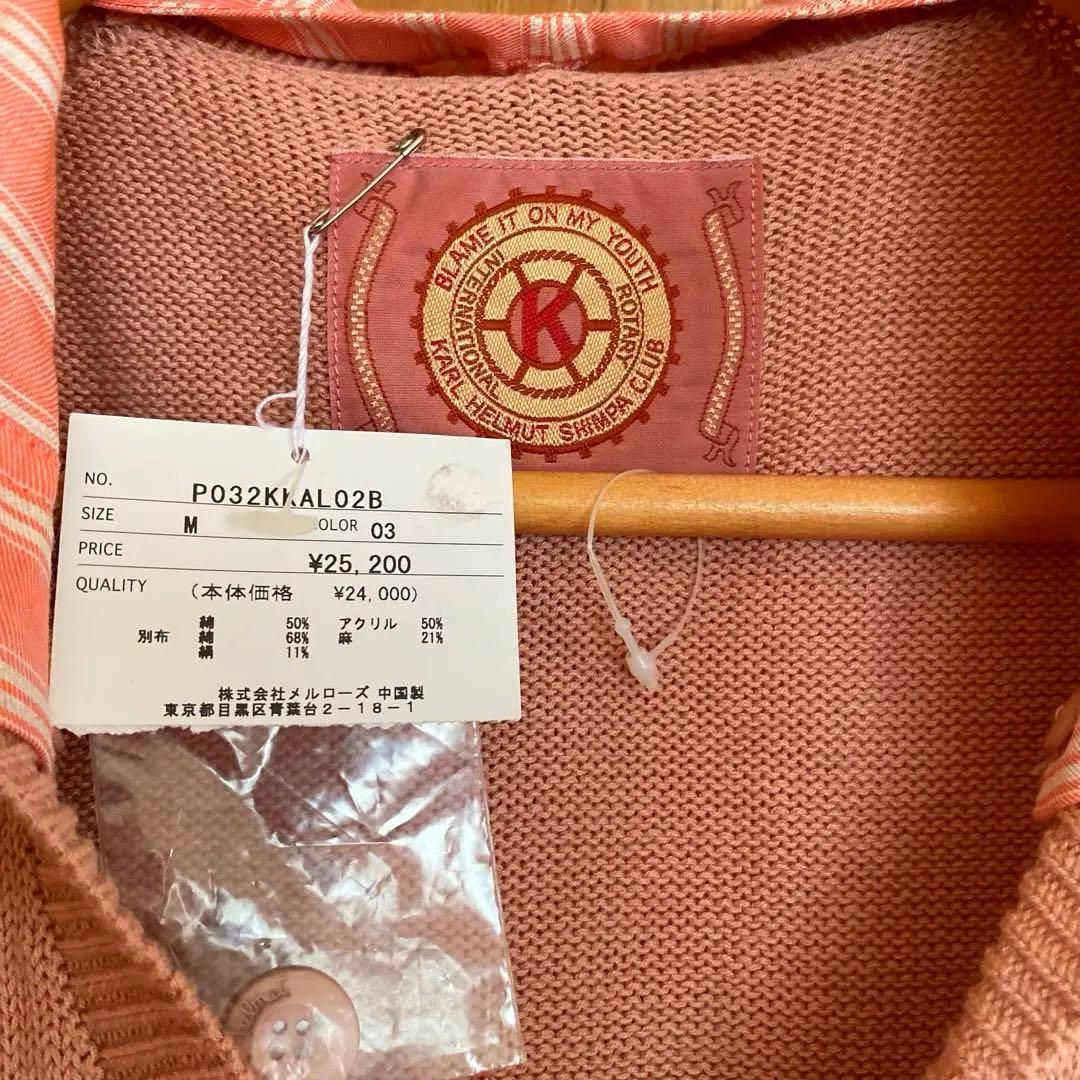 BLAME IT ON MY YOUTH
INTERNATIONAL
ROTARY
K
KARL HELMUT SHIMPA CLUB
NO. P032KKAL02B
SIZE M COLOR 03
PRICE ¥25,200
QUALITY (本体価格 ¥24,000)
綿 50% アクリル 50%
別布 綿 68% 麻 21%
絹 11%
株式会社メルローズ 中国製
東京都目黒区青葉台2-18-1